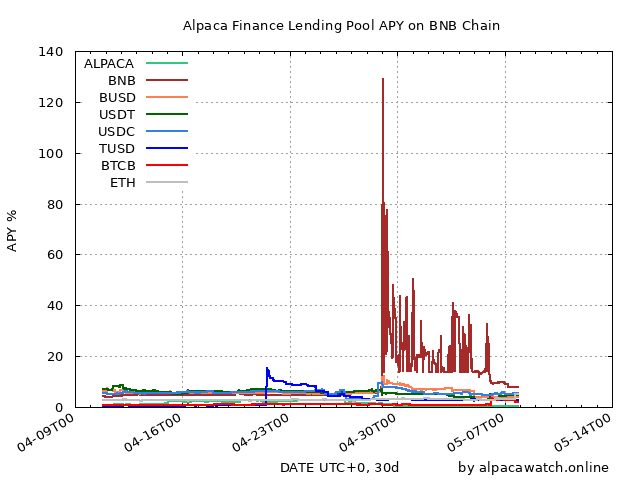 Alpaca Finance Lending Pool APY on BNB Chain
140
120
100
80
60
40
20
0
APY %
ALPACA
BNB
BUSD
USDT
USDC
TUSD
BTCB
ETH
04-09T00
04-16T00
04-23T00
04-30T00
05-07T00
05-14T00
DATE UTC+0, 30d
by alpacawatch.online